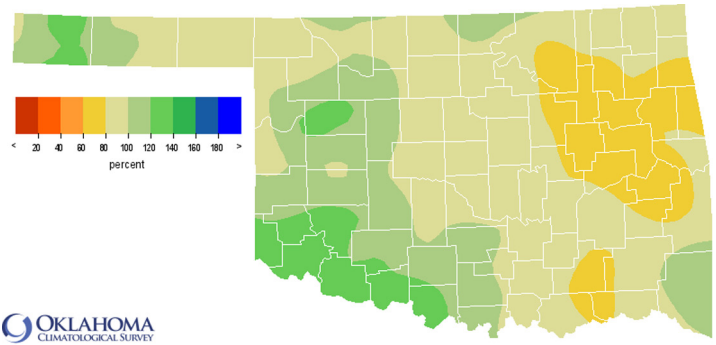 < 20 40 60 80 100 120 140 160 180 >
percent
OKLAHOMA
CLIMATOLOGICAL SURVEY